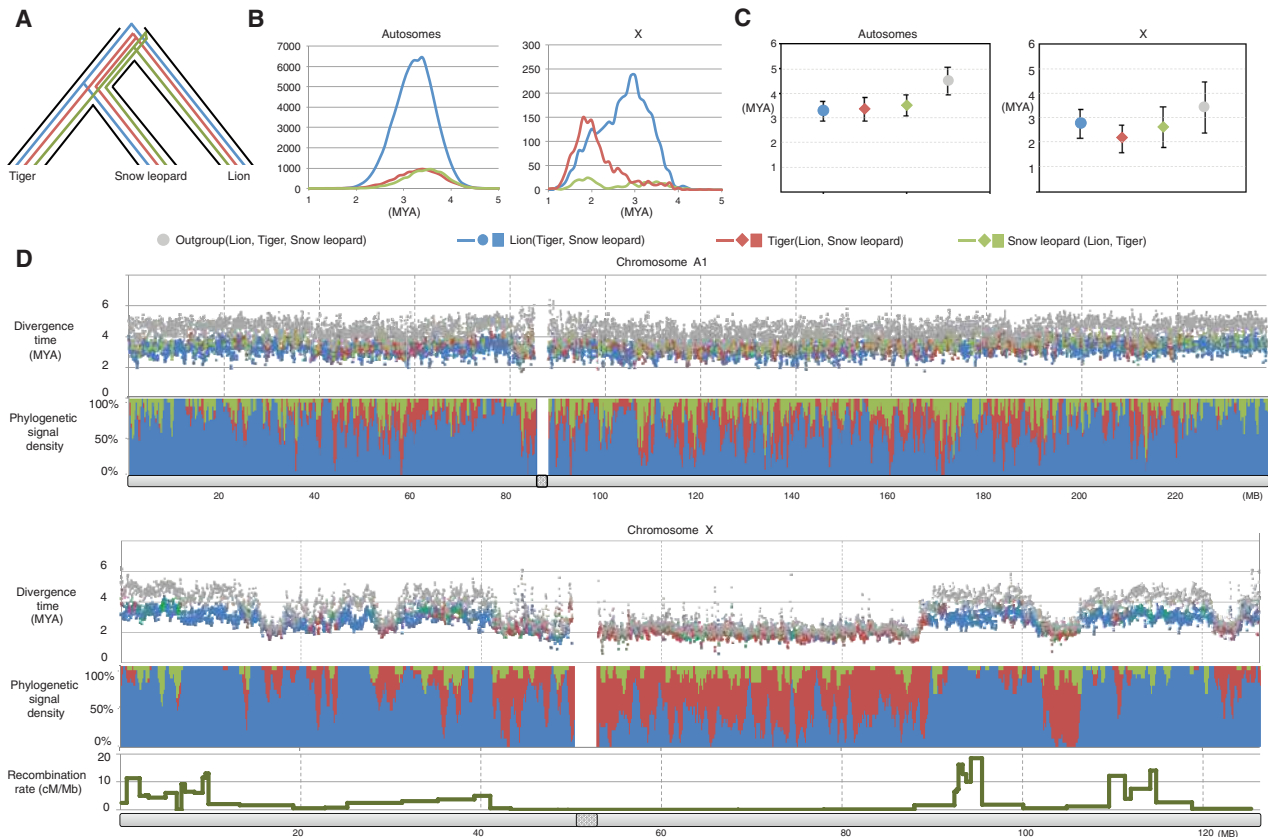 A
Tiger
Snow leopard
Lion
B
Autosomes
7000
6000
5000
4000
3000
2000
1000
0
1
2
3
4
5
(MYA)
X
300
250
200
150
100
50
0
1
2
3
4
5
(MYA)
C
Autosomes
6
5
4
(MYA)
3
2
1
X
6
5
4
(MYA)
3
2
1
Outgroup(Lion, Tiger, Snow leopard)
Lion(Tiger, Snow leopard)
Tiger(Lion, Snow leopard)
Snow leopard (Lion, Tiger)
D
Chromosome A1
Divergence
time
(MYA)
6
4
2
0
Phylogenetic
signal
density
100%
50%
0%
20
40
60
80
100
120
140
160
180
200
220
(MB)
Chromosome X
Divergence
time
(MYA)
6
4
2
0
Phylogenetic
signal
density
100%
50%
0%
Recombination
rate (cM/Mb)
20
10
0
20
40
60
80
100
120
(MB)